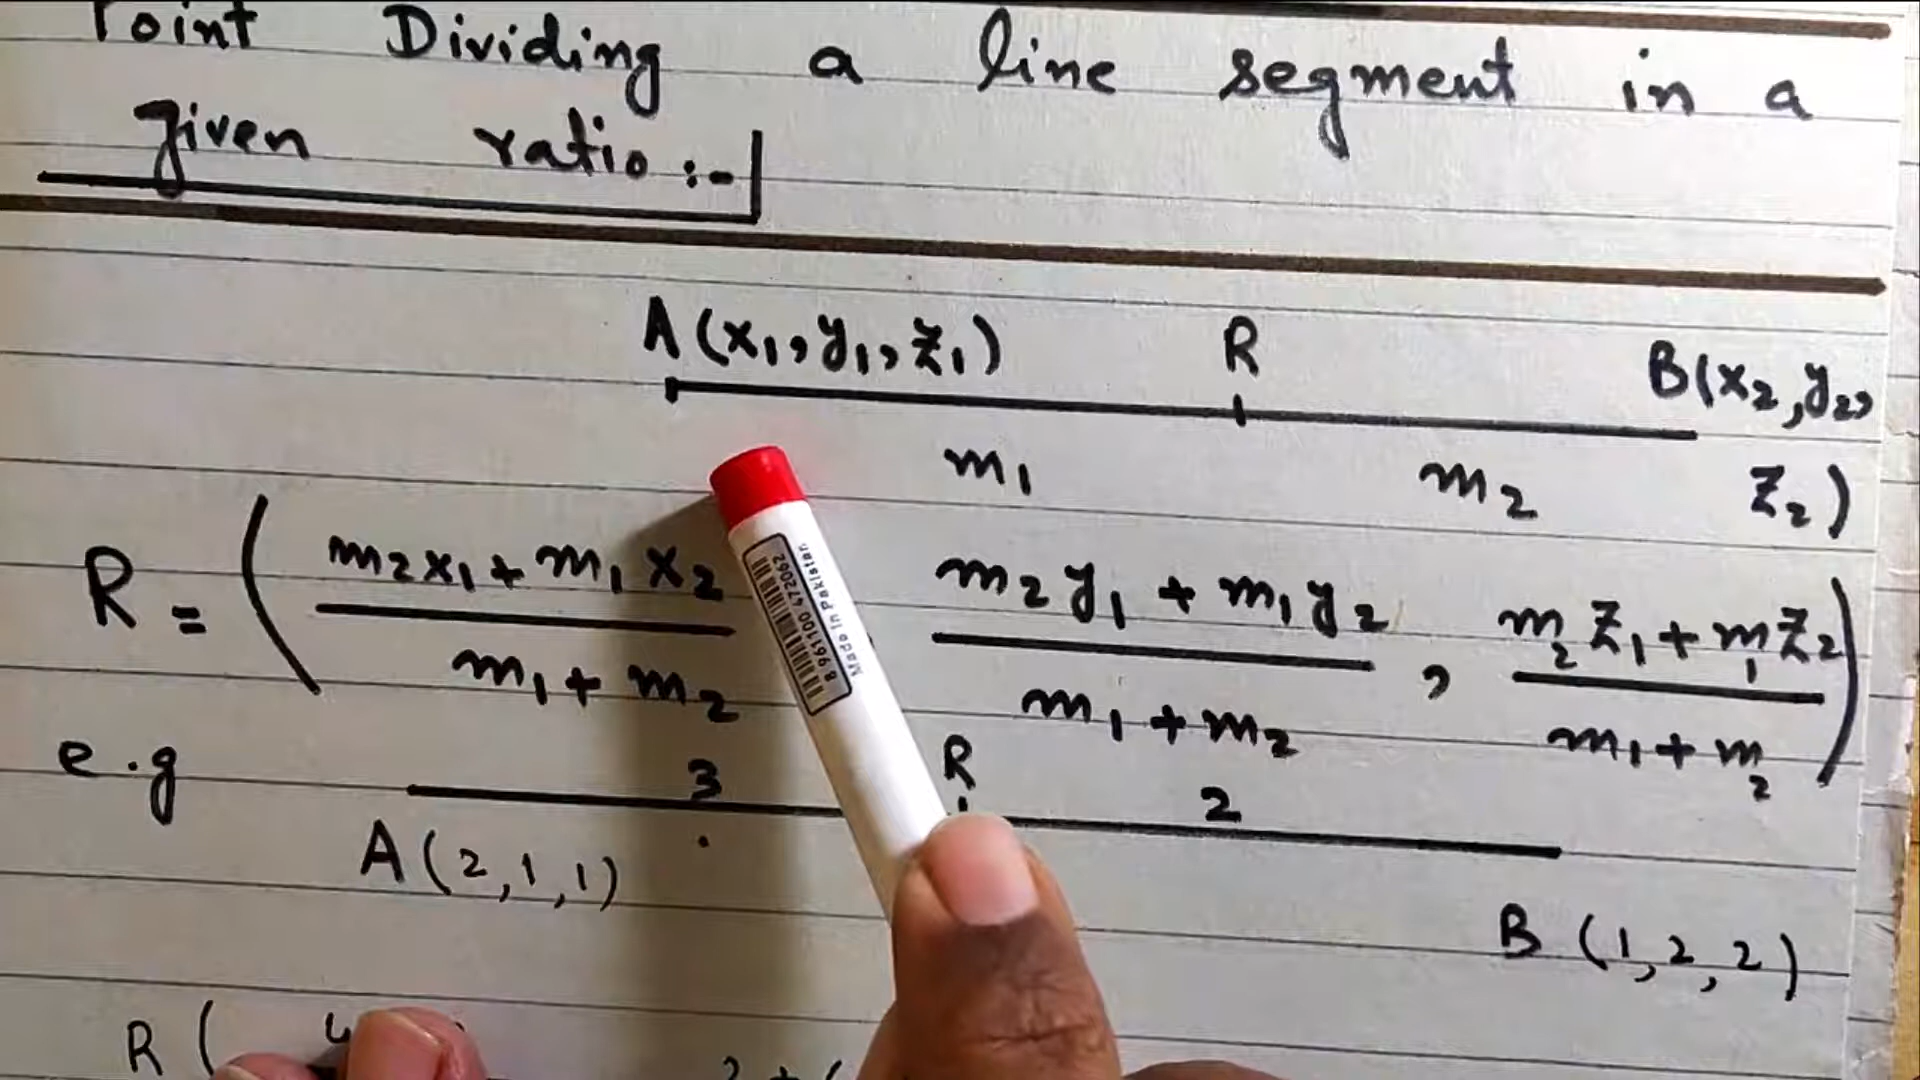 Point Dividing a line segment in a
given ratio :-
A(x₁, y₁, z₁) R B(x₂, y₂,
m₁ m₂ z₂)
R = ( m₂x₁ + m₁x₂ / m₁ + m₂ m₂y₁ + m₁y₂ / m₁ + m₂ , m₂z₁ + m₁z₂ / m₁ + m₂ )
e.g 3 R 2
A(2,1,1)
B (1,2,2)
R (
8 961100 472062
Made in Pakistan